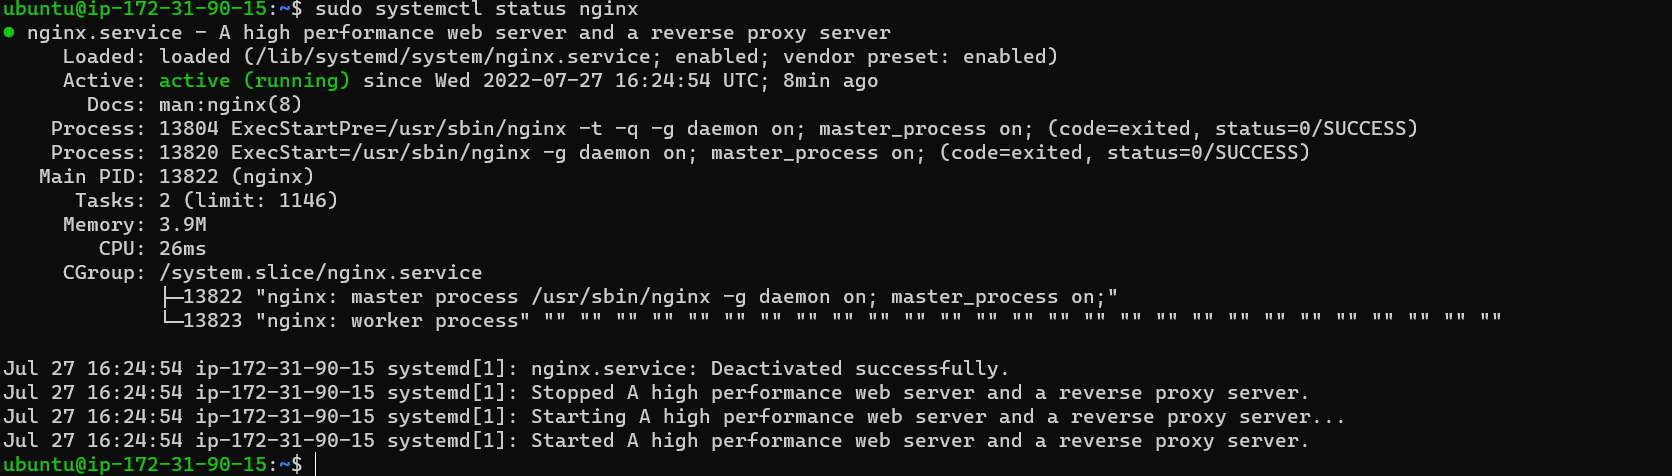 ubuntu@ip-172-31-90-15:~$ sudo systemctl status nginx
● nginx.service - A high performance web server and a reverse proxy server
     Loaded: loaded (/lib/systemd/system/nginx.service; enabled; vendor preset: enabled)
     Active: active (running) since Wed 2022-07-27 16:24:54 UTC; 8min ago
       Docs: man:nginx(8)
    Process: 13804 ExecStartPre=/usr/sbin/nginx -t -q -g daemon on; master_process on; (code=exited, status=0/SUCCESS)
    Process: 13820 ExecStart=/usr/sbin/nginx -g daemon on; master_process on; (code=exited, status=0/SUCCESS)
   Main PID: 13822 (nginx)
      Tasks: 2 (limit: 1146)
     Memory: 3.9M
        CPU: 26ms
     CGroup: /system.slice/nginx.service
             ├─13822 "nginx: master process /usr/sbin/nginx -g daemon on; master_process on;"
             └─13823 "nginx: worker process" "" "" "" "" "" "" "" "" "" "" "" "" "" "" "" "" "" "" "" "" "" "" "" "" "" "" ""

Jul 27 16:24:54 ip-172-31-90-15 systemd[1]: nginx.service: Deactivated successfully.
Jul 27 16:24:54 ip-172-31-90-15 systemd[1]: Stopped A high performance web server and a reverse proxy server.
Jul 27 16:24:54 ip-172-31-90-15 systemd[1]: Starting A high performance web server and a reverse proxy server...
Jul 27 16:24:54 ip-172-31-90-15 systemd[1]: Started A high performance web server and a reverse proxy server.
ubuntu@ip-172-31-90-15:~$